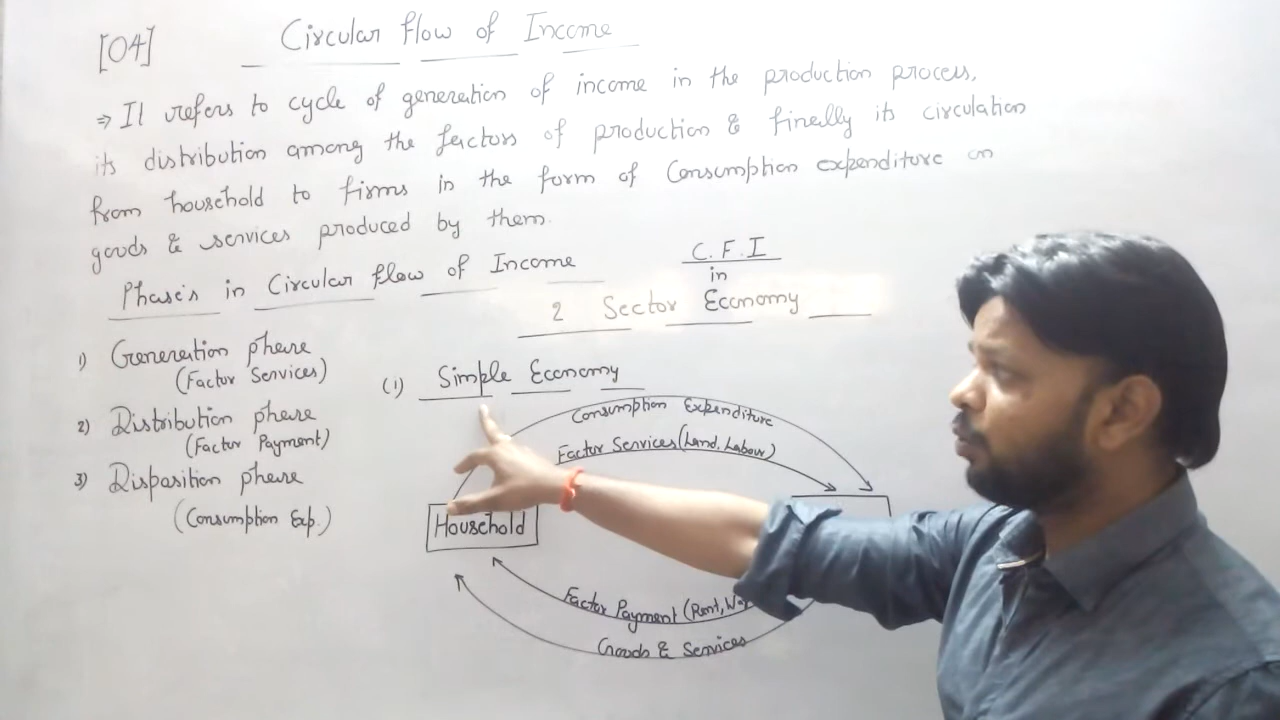 [04] Circular flow of Income
⇒ It refers to cycle of generation of income in the production process,
its distribution among the factors of production & finally its circulation
from household to firms in the form of Consumption expenditure on
goods & services produced by them.
Phase's in Circular flow of Income
C.F.I
in
2 Sector Economy
1) Generation phase
(Factor Services)
2) Distribution phase
(Factor Payment)
3) Disposition phase
(Consumption Exp.)
(1) Simple Economy
Consumption Expenditure
Factor Services (Land, Labour)
Household
Factor Payment (Rent,
Goods & Services